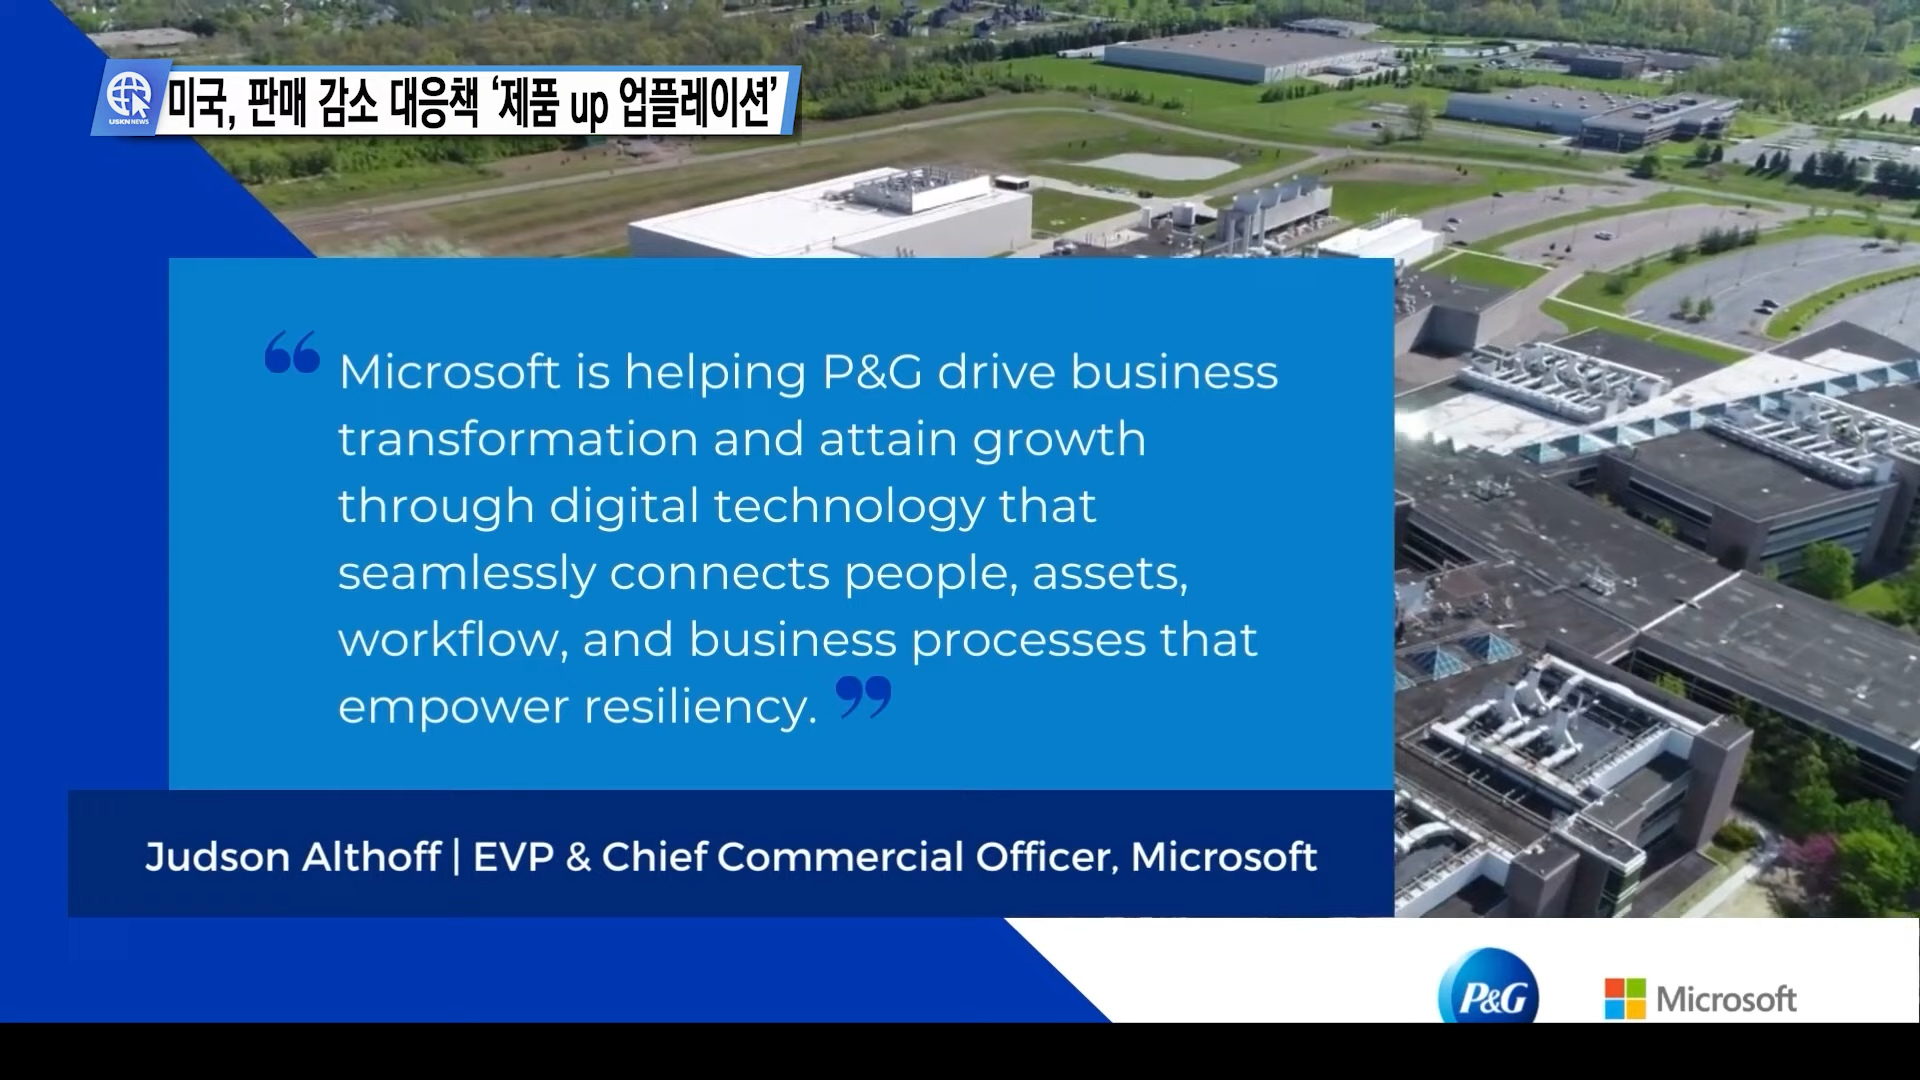 미국, 판매 감소 대응책 ‘제품 up 업플레이션’
USKN NEWS
“ Microsoft is helping P&G drive business
transformation and attain growth
through digital technology that
seamlessly connects people, assets,
workflow, and business processes that
empower resiliency. ”
Judson Althoff | EVP & Chief Commercial Officer, Microsoft
P&G
Microsoft